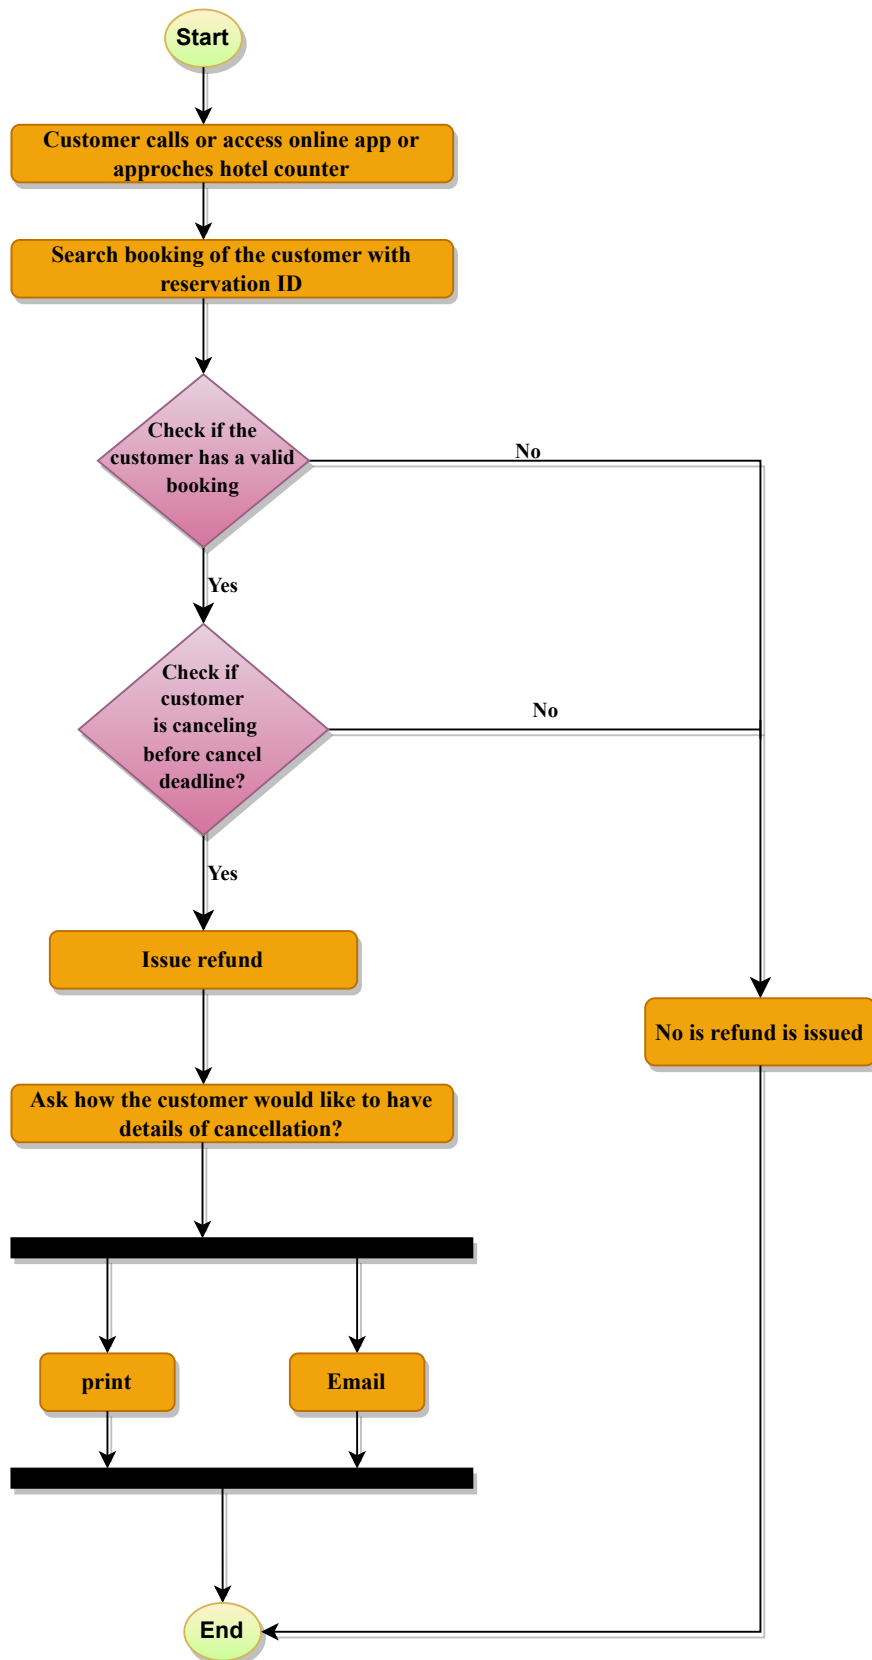 Start
Customer calls or access online app or
approches hotel counter
Search booking of the customer with
reservation ID
Check if the
customer has a valid
booking
No
Yes
Check if
customer
is canceling
before cancel
deadline?
No
Yes
Issue refund
No is refund is issued
Ask how the customer would like to have
details of cancellation?
print
Email
End